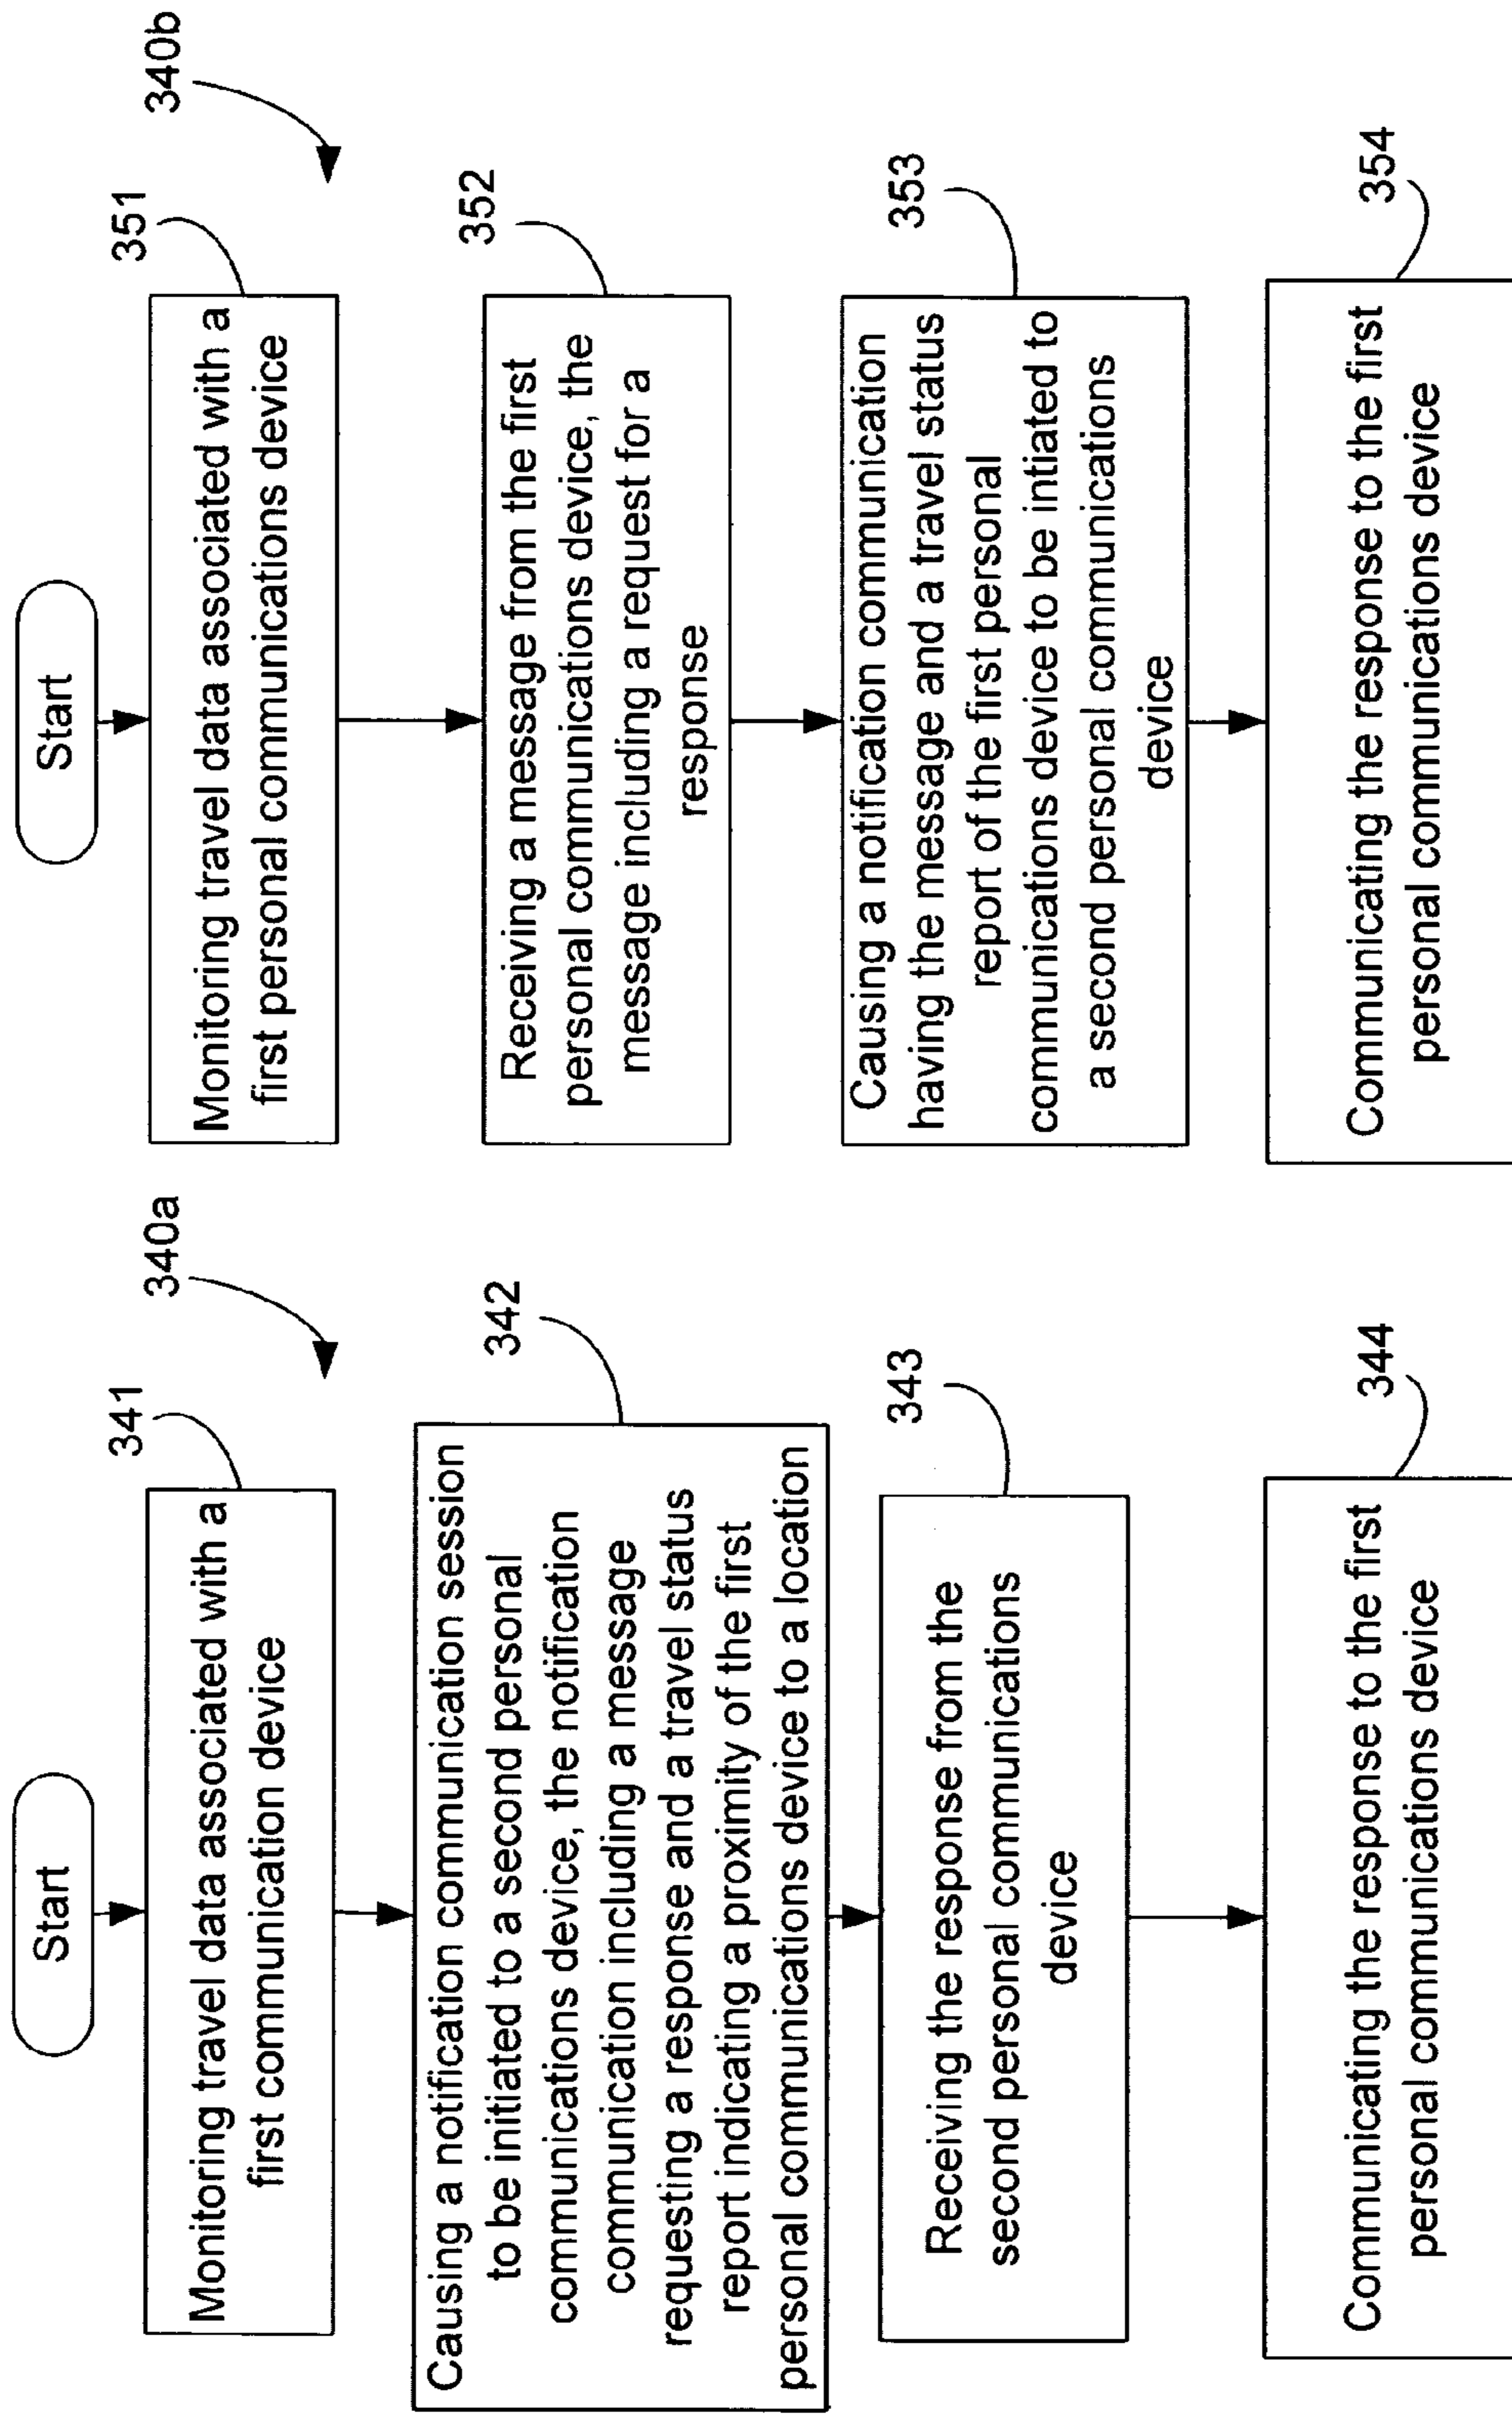 Start
340a
341
Monitoring travel data associated with a
first communication device
342
Causing a notification communication session
to be initiated to a second personal
communications device, the notification
communication including a message
requesting a response and a travel status
report indicating a proximity of the first
personal communications device to a location
343
Receiving the response from the
second personal communications
device
344
Communicating the response to the first
personal communications device
Start
340b
351
Monitoring travel data associated with a
first personal communications device
352
Receiving a message from the first
personal communications device, the
message including a request for a
response
353
Causing a notification communication
having the message and a travel status
report of the first personal
communications device to be intiated to
a second personal communications
device
354
Communicating the response to the first
personal communications device